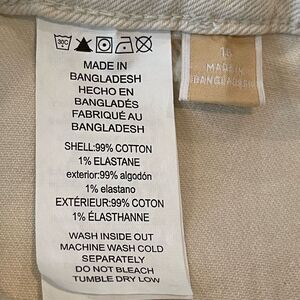 30C
MADE IN
BANGLADESH
HECHO EN
BANGLADÉS
FABRIQUÉ AU
BANGLADESH
SHELL:99% COTTON
1% ELASTANE
exterior:99% algodón
1% elastano
EXTÉRIEUR:99% COTON
1% ÉLASTHANNE
WASH INSIDE OUT
MACHINE WASH COLD
SEPARATELY
DO NOT BLEACH
TUMBLE DRY LOW
16
MADE IN
BANGLADESH